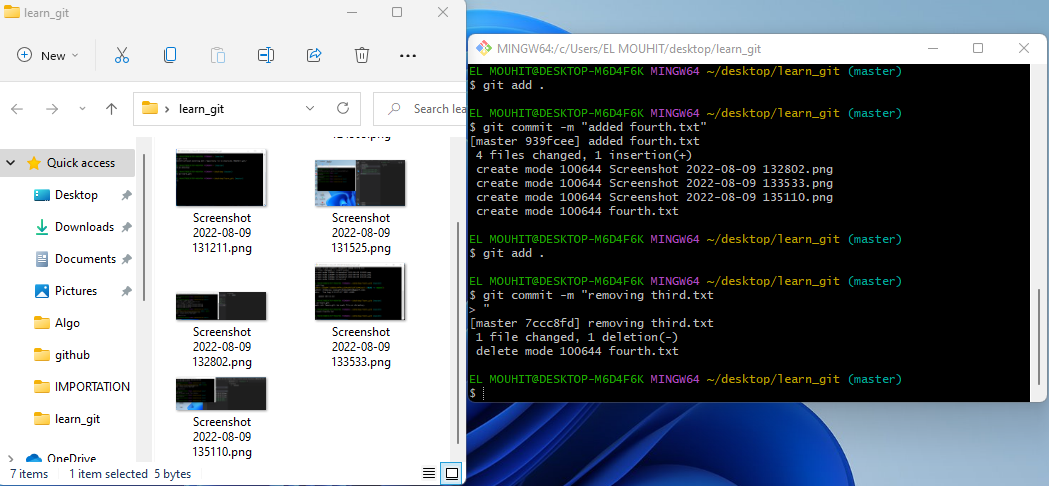 learn_git
New
learn_git
Search lea
Quick access
Desktop
Downloads
Documents
Pictures
Algo
github
IMPORTATION
learn_git
OneDrive
Screenshot
2022-08-09
131211.png
Screenshot
2022-08-09
131525.png
Screenshot
2022-08-09
132802.png
Screenshot
2022-08-09
133533.png
Screenshot
2022-08-09
135110.png
7 items
1 item selected 5 bytes
MINGW64:/c/Users/EL MOUHIT/desktop/learn_git
EL MOUHIT@DESKTOP-M6D4F6K MINGW64 ~/desktop/learn_git (master)
$ git add .
EL MOUHIT@DESKTOP-M6D4F6K MINGW64 ~/desktop/learn_git (master)
$ git commit -m "added fourth.txt"
[master 939fcee] added fourth.txt
4 files changed, 1 insertion(+)
create mode 100644 Screenshot 2022-08-09 132802.png
create mode 100644 Screenshot 2022-08-09 133533.png
create mode 100644 Screenshot 2022-08-09 135110.png
create mode 100644 fourth.txt
EL MOUHIT@DESKTOP-M6D4F6K MINGW64 ~/desktop/learn_git (master)
$ git add .
EL MOUHIT@DESKTOP-M6D4F6K MINGW64 ~/desktop/learn_git (master)
$ git commit -m "removing third.txt
> "
[master 7ccc8fd] removing third.txt
1 file changed, 1 deletion(-)
delete mode 100644 fourth.txt
EL MOUHIT@DESKTOP-M6D4F6K MINGW64 ~/desktop/learn_git (master)
$